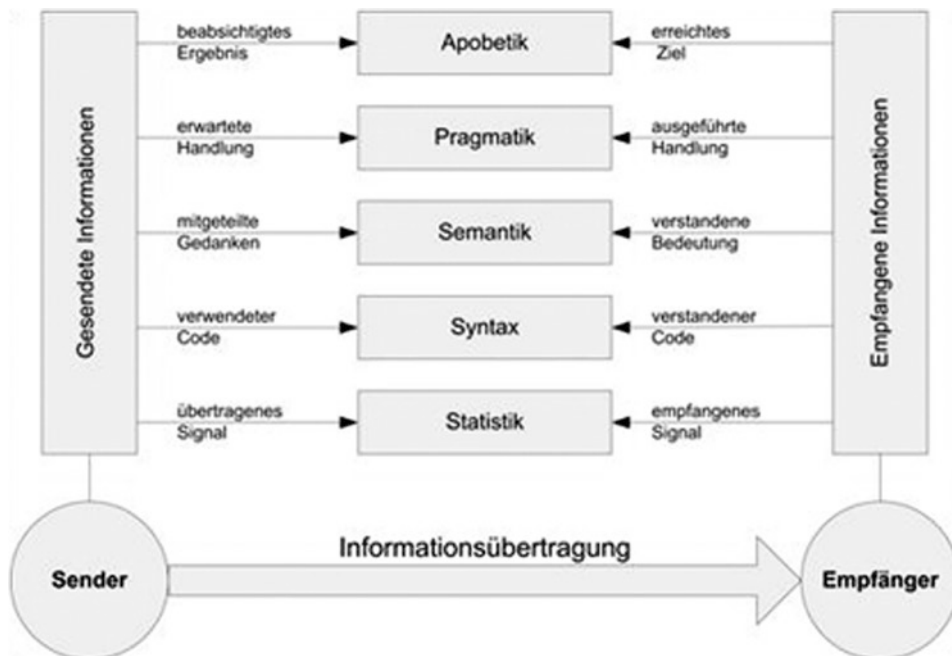 Gesendete Informationen
beabsichtigtes
Ergebnis
Apobetik
erreichtes
Ziel
erwartete
Handlung
Pragmatik
ausgeführte
Handlung
mitgeteilte
Gedanken
Semantik
verstandene
Bedeutung
verwendeter
Code
Syntax
verstandener
Code
übertragenes
Signal
Statistik
empfangenes
Signal
Empfangene Informationen
Informationsübertragung
Sender
Empfänger